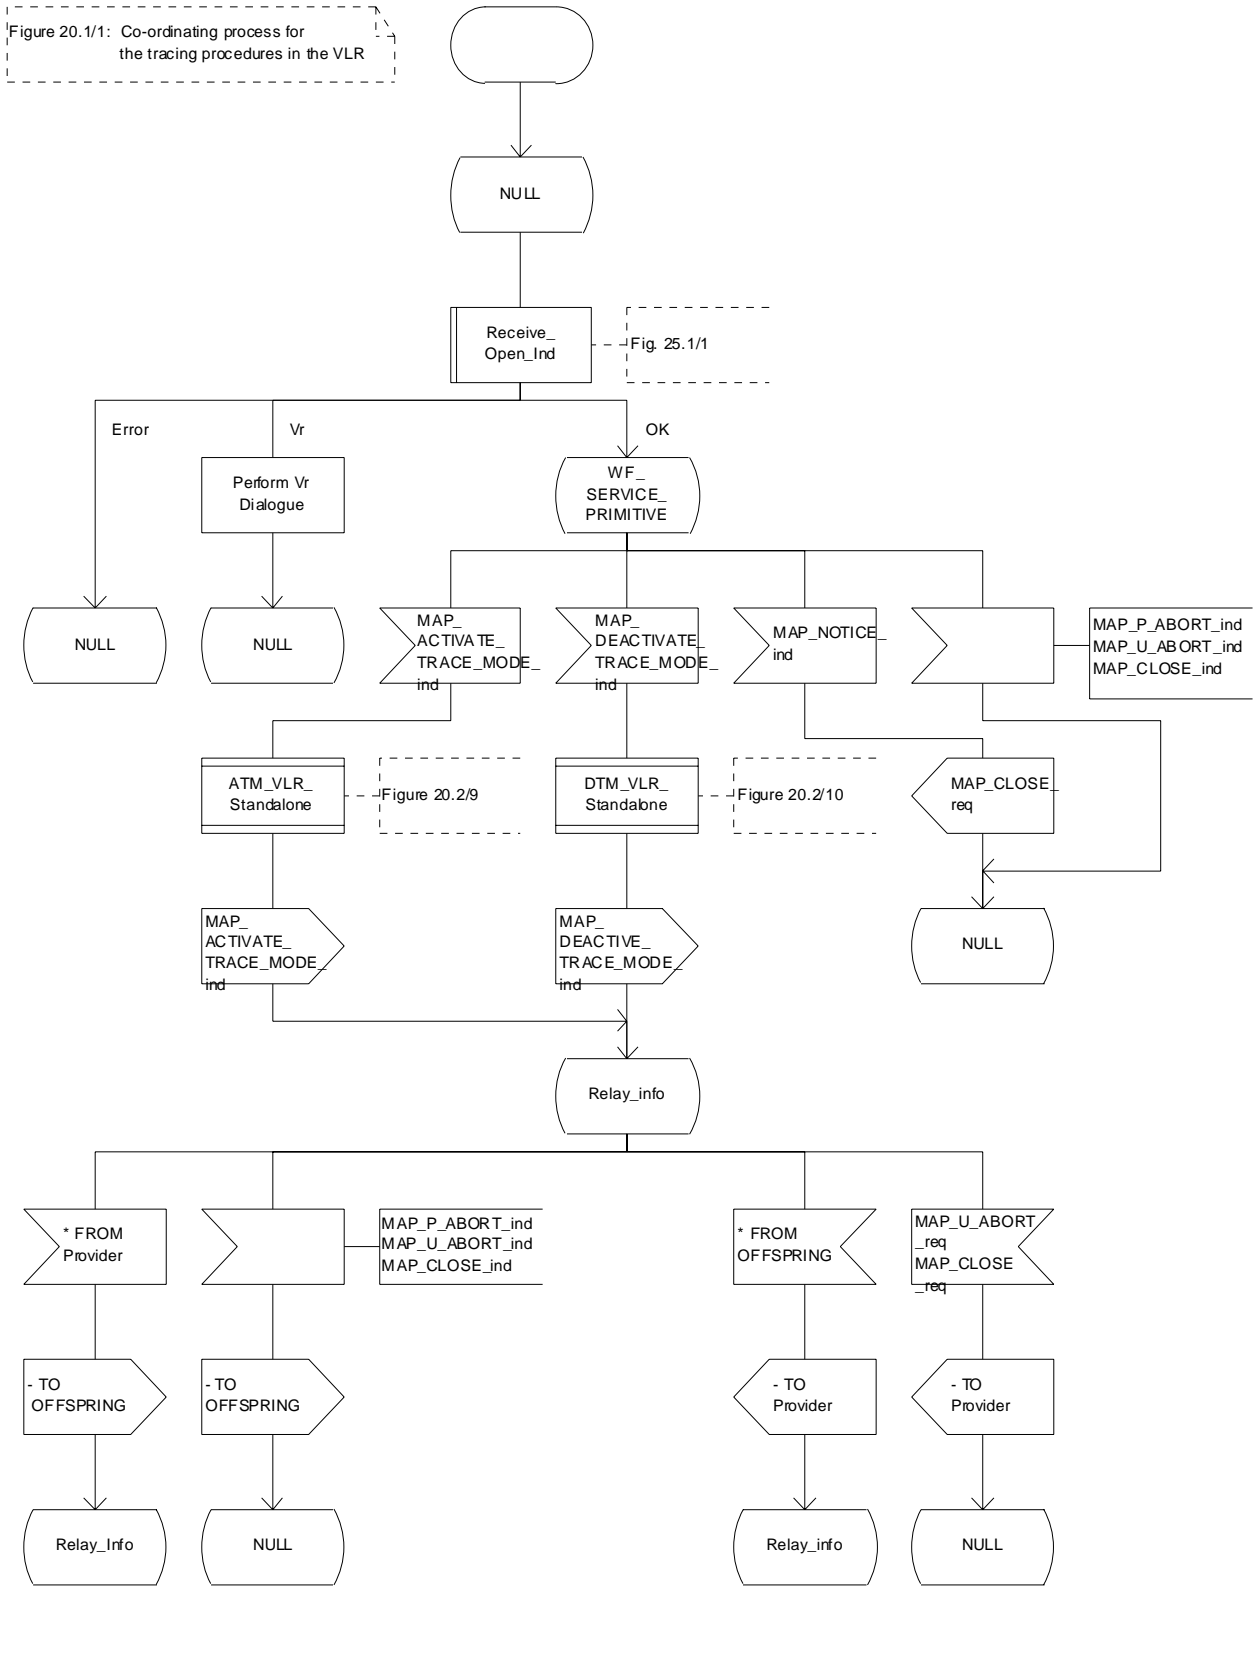 Figure 20.1/1: Co-ordinating process for
the tracing procedures in the VLR
NULL
Receive_
Open_Ind
Fig. 25.1/1
Error
Vr
OK
Perform Vr
Dialogue
WF_
SERVICE_
PRIMITIVE
NULL
NULL
MAP_
ACTIVATE_
TRACE_MODE_
ind
MAP_
DEACTIVATE_
TRACE_MODE_
ind
MAP_NOTICE_
ind
MAP_P_ABORT_ind
MAP_U_ABORT_ind
MAP_CLOSE_ind
ATM_VLR_
Standalone
Figure 20.2/9
DTM_VLR_
Standalone
Figure 20.2/10
MAP_CLOSE_
req
MAP_
ACTIVATE_
TRACE_MODE_
ind
MAP_
DEACTIVE_
TRACE_MODE_
ind
NULL
Relay_info
* FROM
Provider
MAP_P_ABORT_ind
MAP_U_ABORT_ind
MAP_CLOSE_ind
* FROM
OFFSPRING
MAP_U_ABORT
_req
MAP_CLOSE
_req
- TO
OFFSPRING
- TO
OFFSPRING
- TO
Provider
- TO
Provider
Relay_Info
NULL
Relay_info
NULL